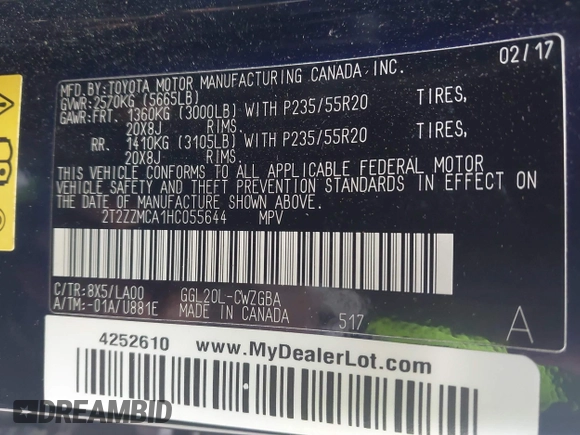 02/17
MFD.BY:TOYOTA MOTOR MANUFACTURING CANADA INC.
GVWR:2570KG (5665LB)
GAWR:FRT. 1360KG (3000LB) WITH P235/55R20 TIRES,
20X8J RIMS.
RR. 1410KG (3105LB) WITH P235/55R20 TIRES,
20X8J RIMS.
THIS VEHICLE CONFORMS TO ALL APPLICABLE FEDERAL MOTOR
VEHICLE SAFETY AND THEFT PREVENTION STANDARDS IN EFFECT ON
THE DATE OF MANUFACTURE SHOWN ABOVE.
2T2ZZMCA1HC055644 MPV
C/TR:8X5/LA00 GGL20L-CWZGBA
A/TM:-01A/U881E MADE IN CANADA 517 A
4252610 www.MyDealerLot.com
DREAMBID